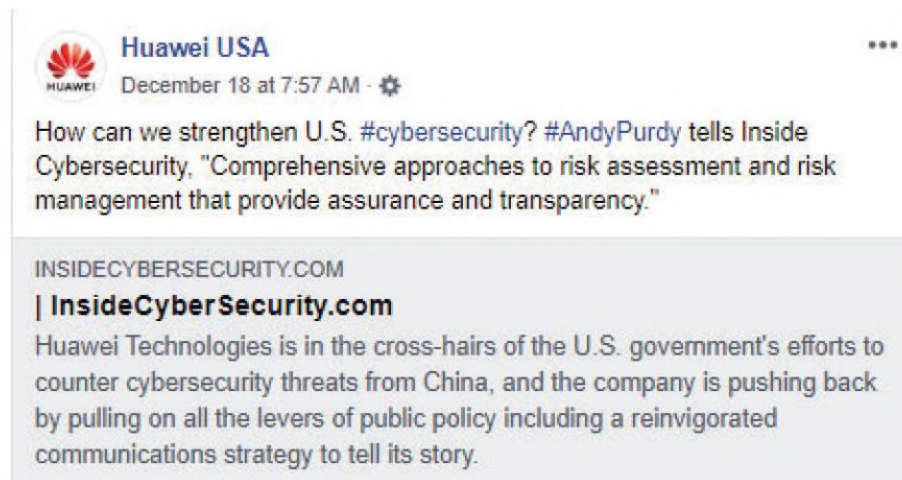 Huawei USA
December 18 at 7:57 AM ·
HUAWEI
How can we strengthen U.S. #cybersecurity? #AndyPurdy tells Inside
Cybersecurity, "Comprehensive approaches to risk assessment and risk
management that provide assurance and transparency."
INSIDECYBERSECURITY.COM
| InsideCyberSecurity.com
Huawei Technologies is in the cross-hairs of the U.S. government's efforts to
counter cybersecurity threats from China, and the company is pushing back
by pulling on all the levers of public policy including a reinvigorated
communications strategy to tell its story.